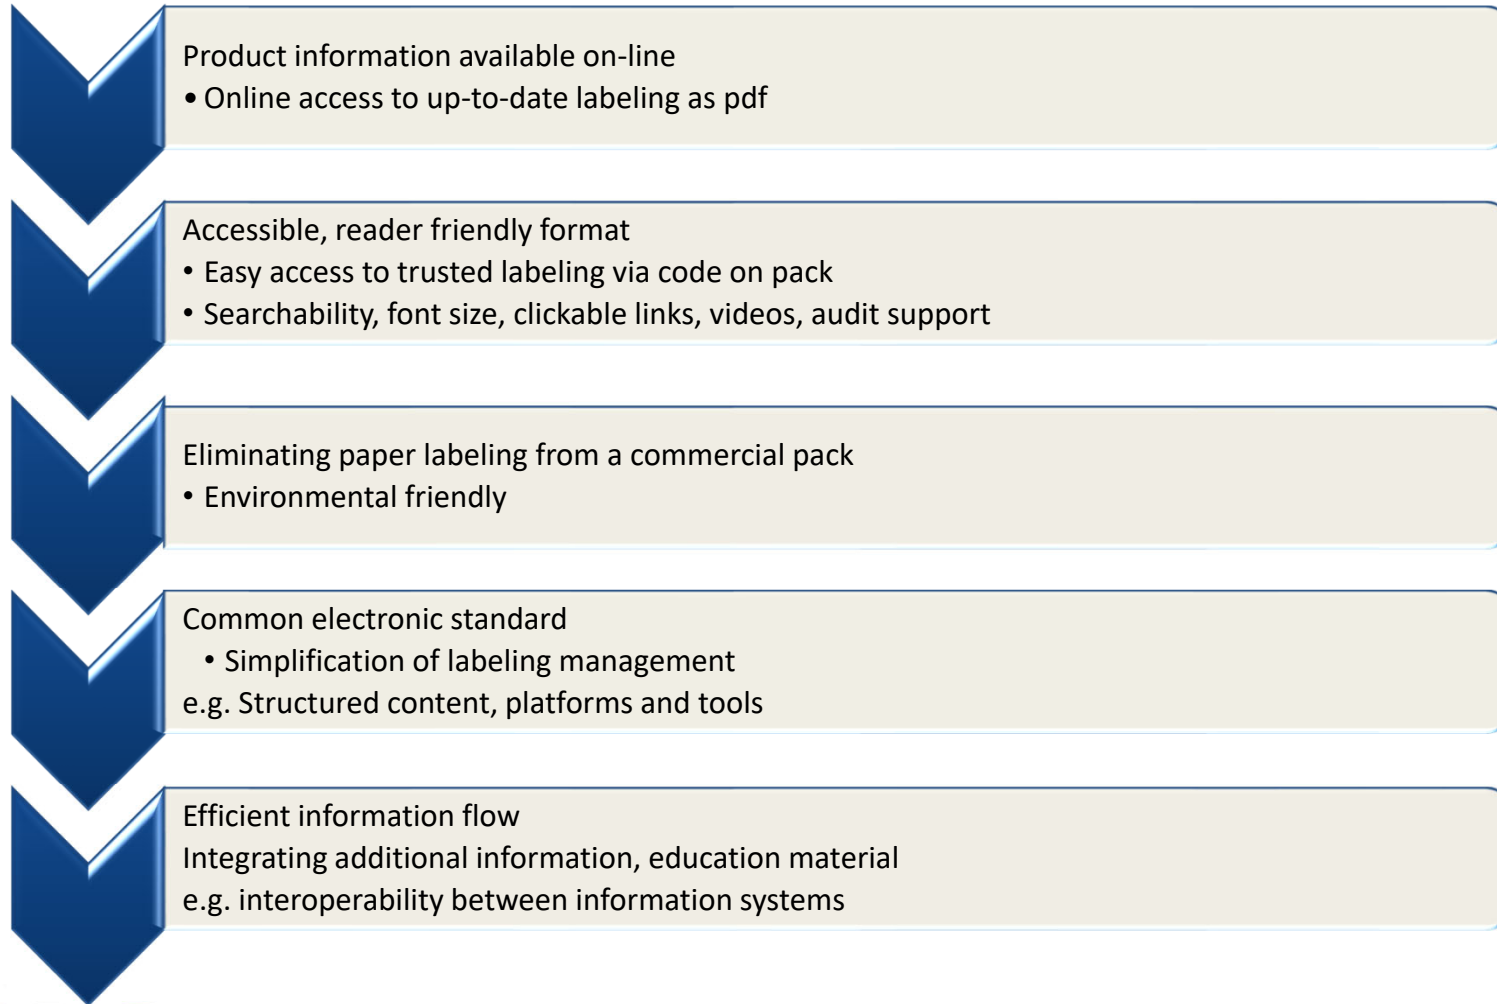 Product information available on-line
• Online access to up-to-date labeling as pdf
Accessible, reader friendly format
• Easy access to trusted labeling via code on pack
• Searchability, font size, clickable links, videos, audit support
Eliminating paper labeling from a commercial pack
• Environmental friendly
Common electronic standard
• Simplification of labeling management
e.g. Structured content, platforms and tools
Efficient information flow
Integrating additional information, education material
e.g. interoperability between information systems